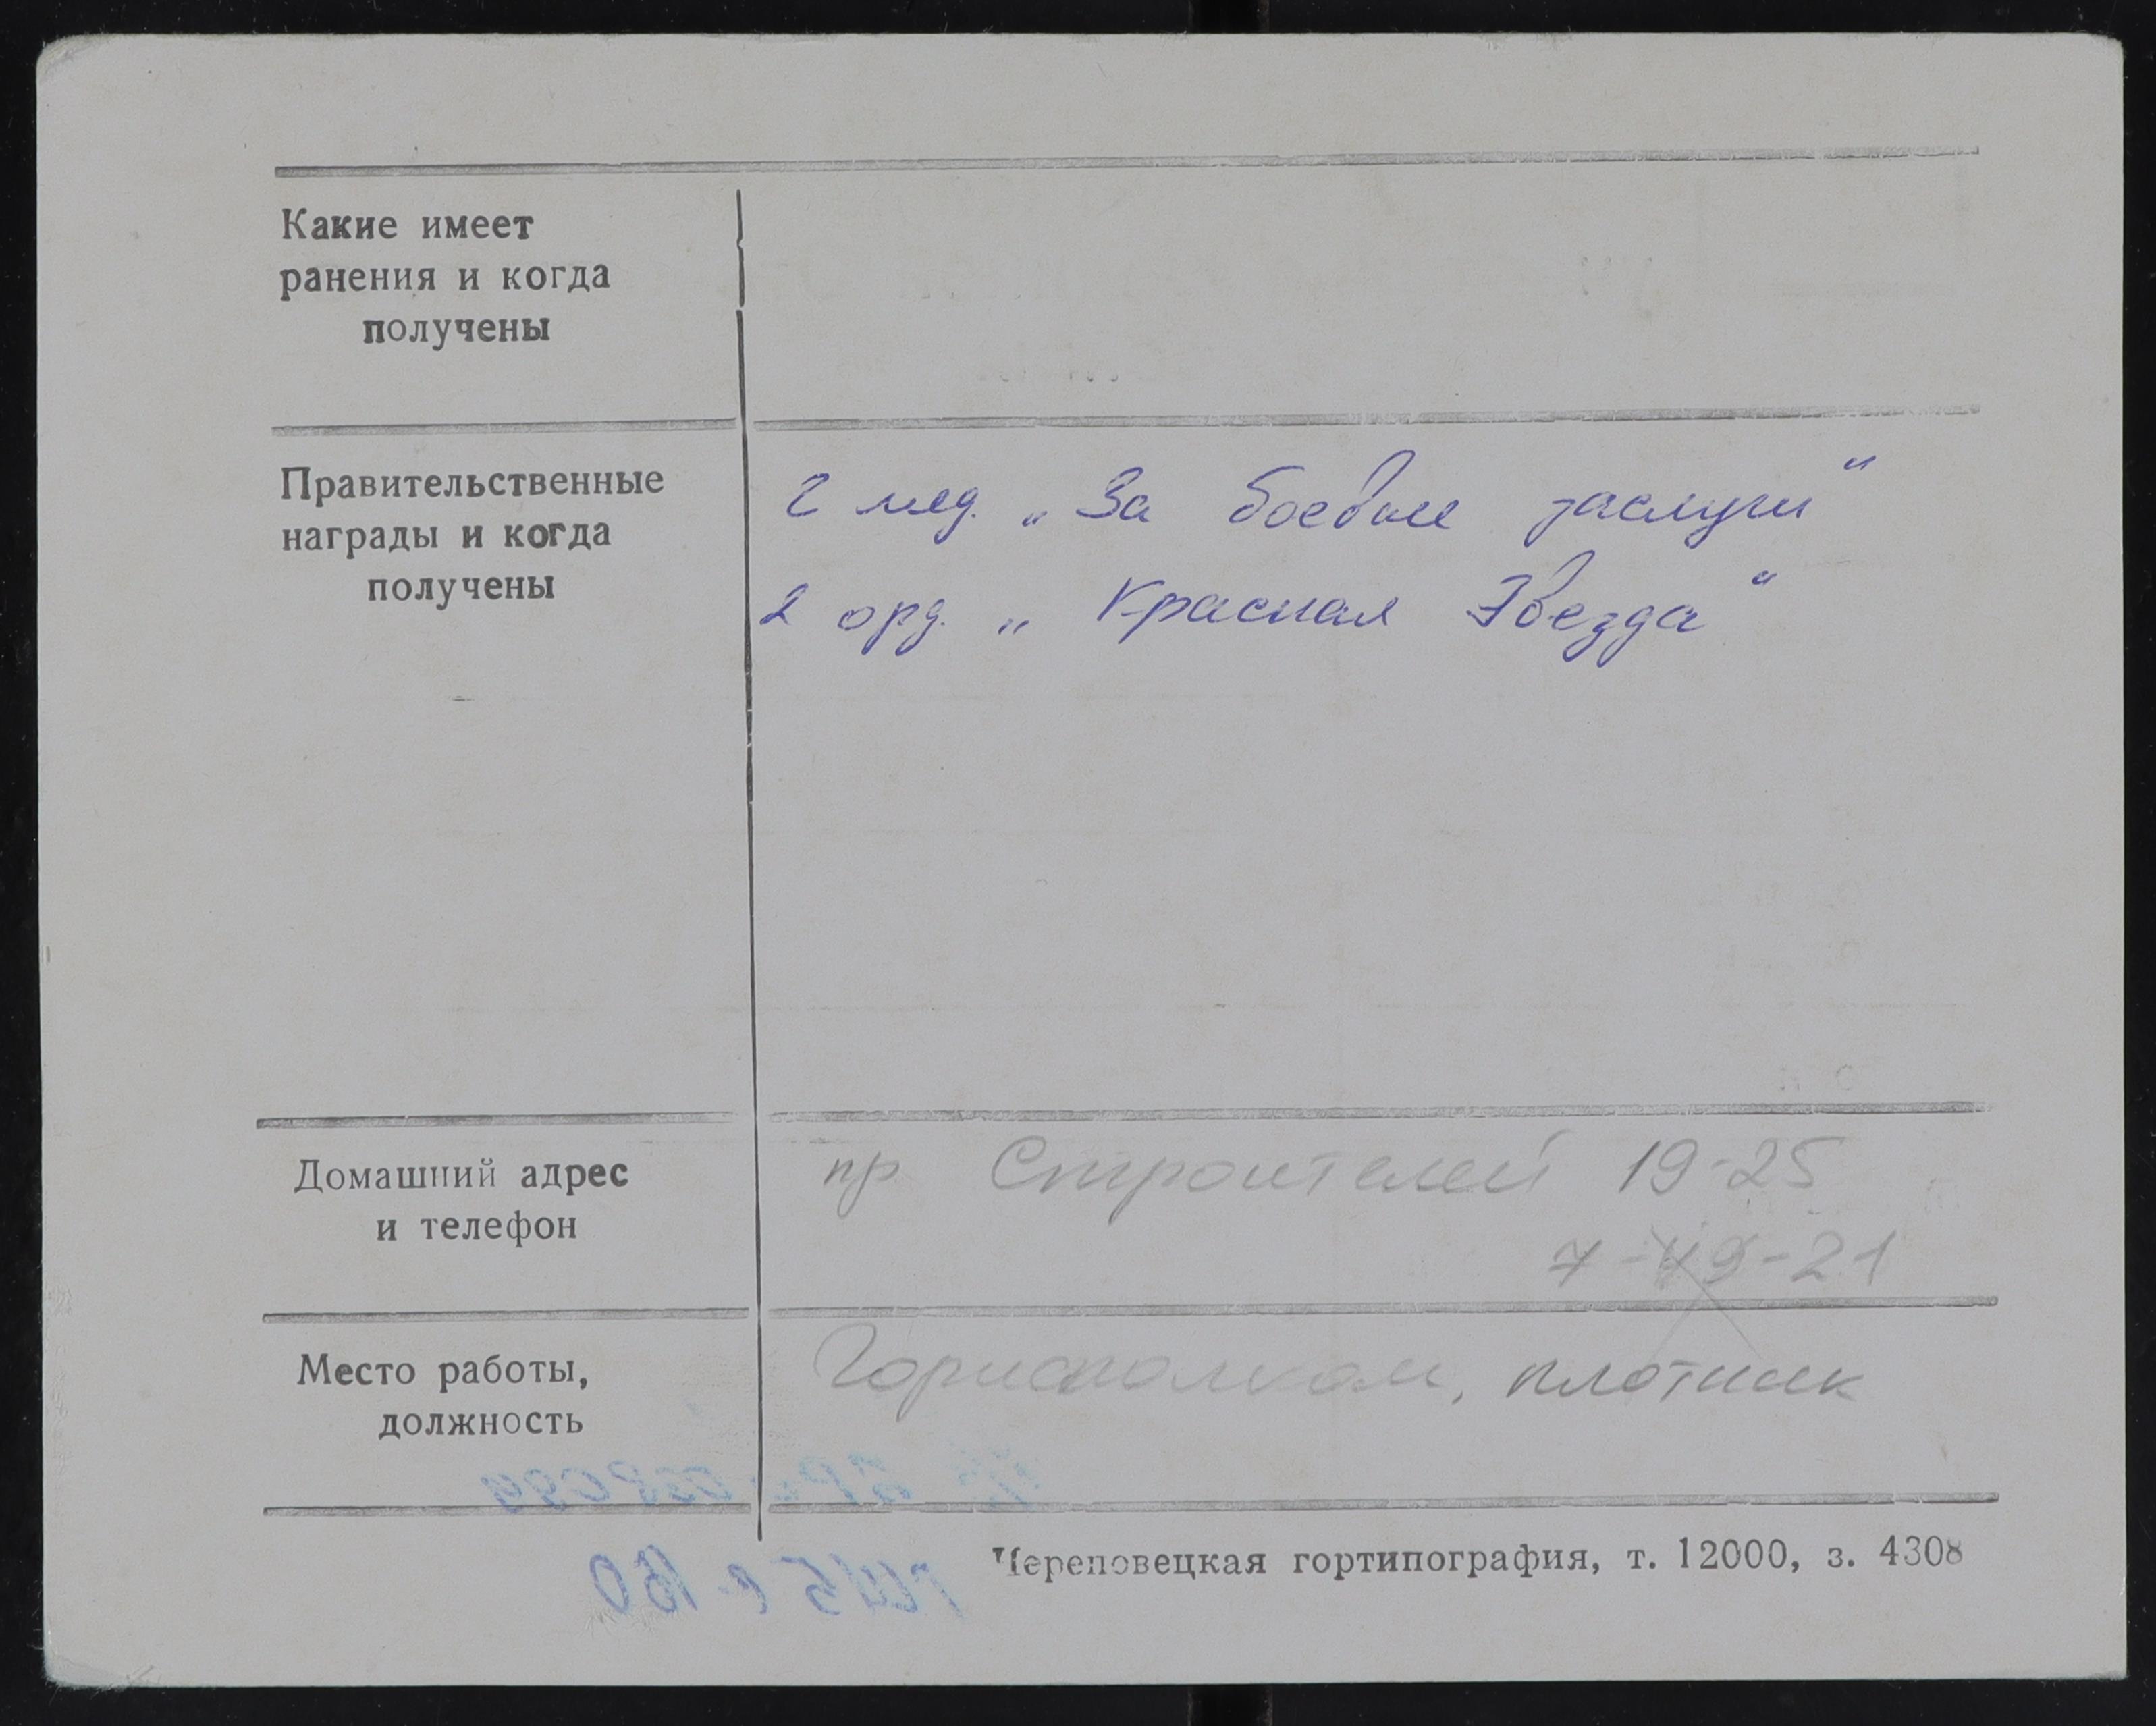 Какие имеет
ранения и когда
получены
Правительственные
награды и когда
получены
2 мед. „За боевые заслуги“
2 орд. „Красная Звезда“
Домашний адрес
и телефон
пр Строителей 19-25
7-49-21
Место работы,
должность
Горисполком, плотник
Череповецкая гортипография, т. 12000, з. 4308